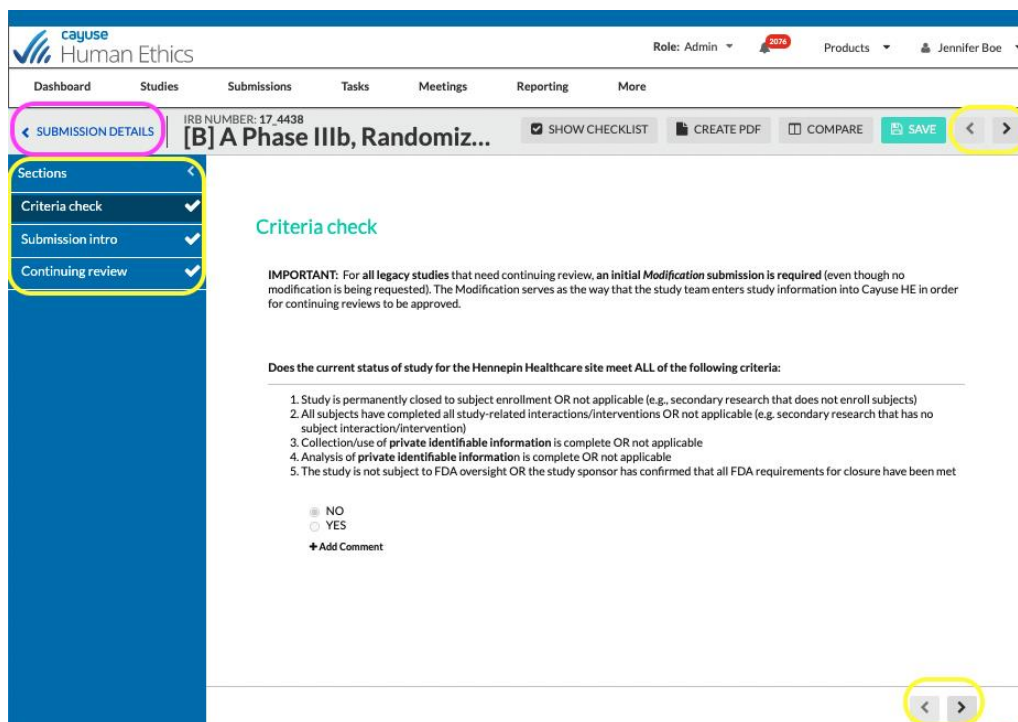 cayuse
Human Ethics
Role: Admin
2076
Products
Jennifer Boe
Dashboard
Studies
Submissions
Tasks
Meetings
Reporting
More
SUBMISSION DETAILS
IRB NUMBER: 17_4438
[B] A Phase IIIb, Randomiz...
SHOW CHECKLIST
CREATE PDF
COMPARE
SAVE
Sections
Criteria check
Submission intro
Continuing review
Criteria check
IMPORTANT: For all legacy studies that need continuing review, an initial Modification submission is required (even though no
modification is being requested). The Modification serves as the way that the study team enters study information into Cayuse HE in order
for continuing reviews to be approved.
Does the current status of study for the Hennepin Healthcare site meet ALL of the following criteria:
1. Study is permanently closed to subject enrollment OR not applicable (e.g., secondary research that does not enroll subjects)
2. All subjects have completed all study-related interactions/interventions OR not applicable (e.g. secondary research that has no
subject interaction/intervention)
3. Collection/use of private identifiable information is complete OR not applicable
4. Analysis of private identifiable information is complete OR not applicable
5. The study is not subject to FDA oversight OR the study sponsor has confirmed that all FDA requirements for closure have been met
NO
YES
+ Add Comment